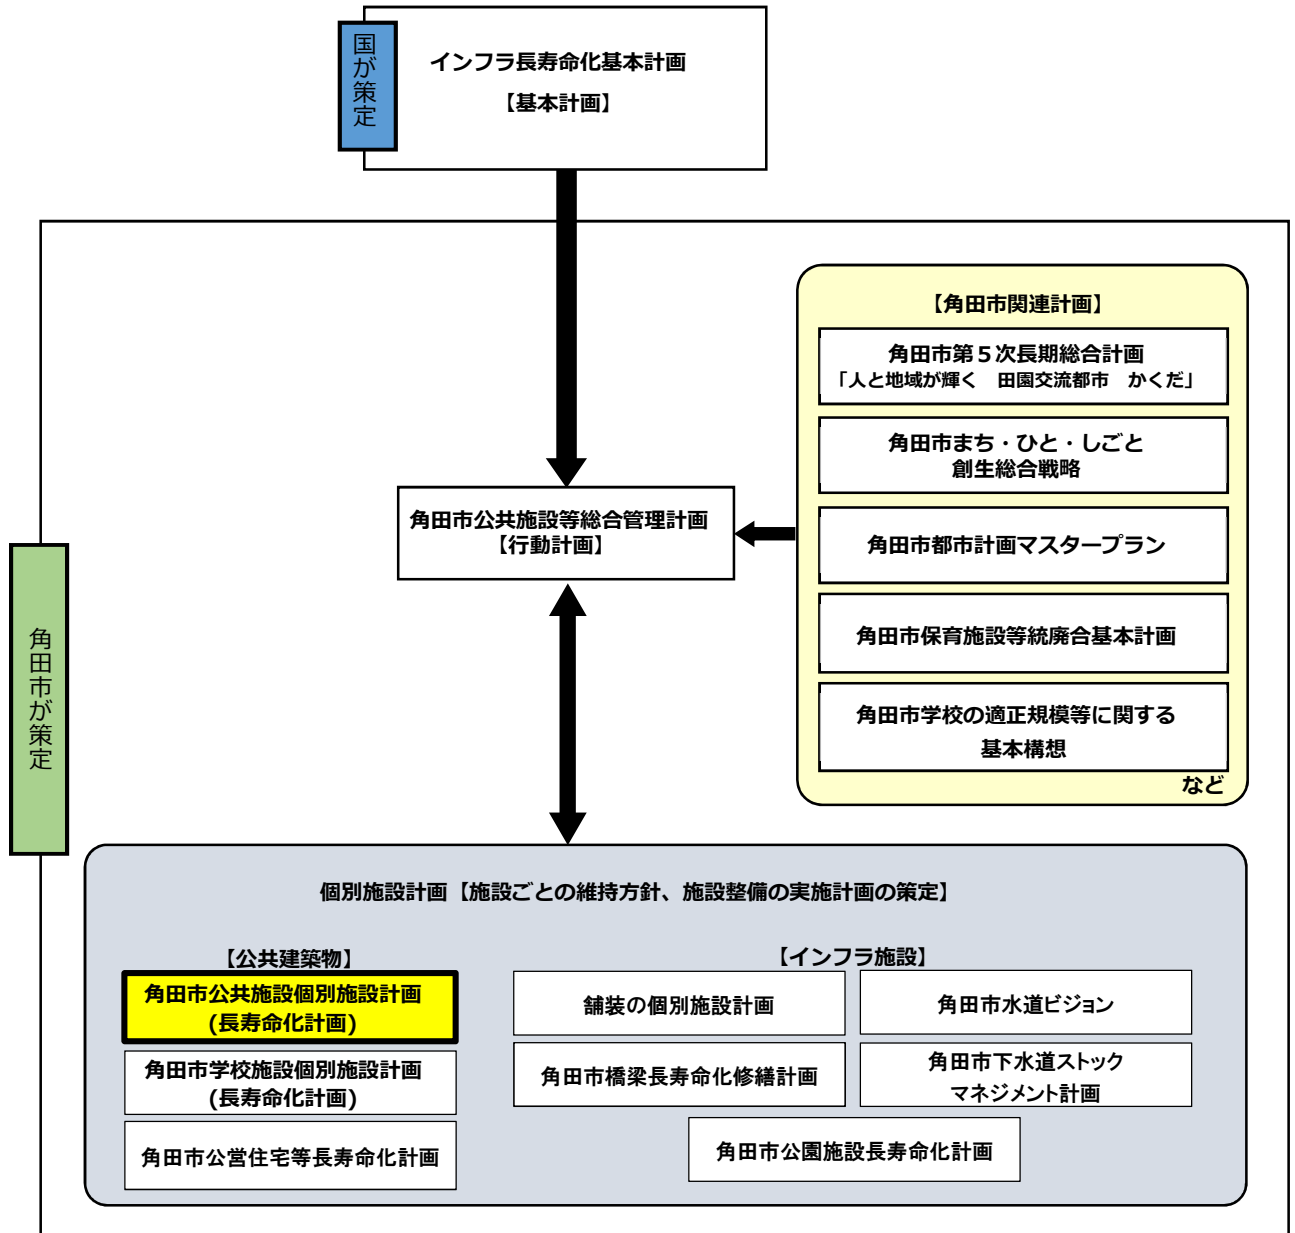 国が策定
インフラ長寿命化基本計画
【基本計画】
角田市が策定
【角田市関連計画】
角田市第５次長期総合計画
「人と地域が輝く　田園交流都市　かくだ」
角田市まち・ひと・しごと
創生総合戦略
角田市都市計画マスタープラン
角田市保育施設等統廃合基本計画
角田市学校の適正規模等に関する
基本構想
など
角田市公共施設等総合管理計画
【行動計画】
個別施設計画【施設ごとの維持方針、施設整備の実施計画の策定】
【公共建築物】
角田市公共施設個別施設計画
(長寿命化計画)
角田市学校施設個別施設計画
(長寿命化計画)
角田市公営住宅等長寿命化計画
【インフラ施設】
舗装の個別施設計画
角田市水道ビジョン
角田市橋梁長寿命化修繕計画
角田市下水道ストック
マネジメント計画
角田市公園施設長寿命化計画